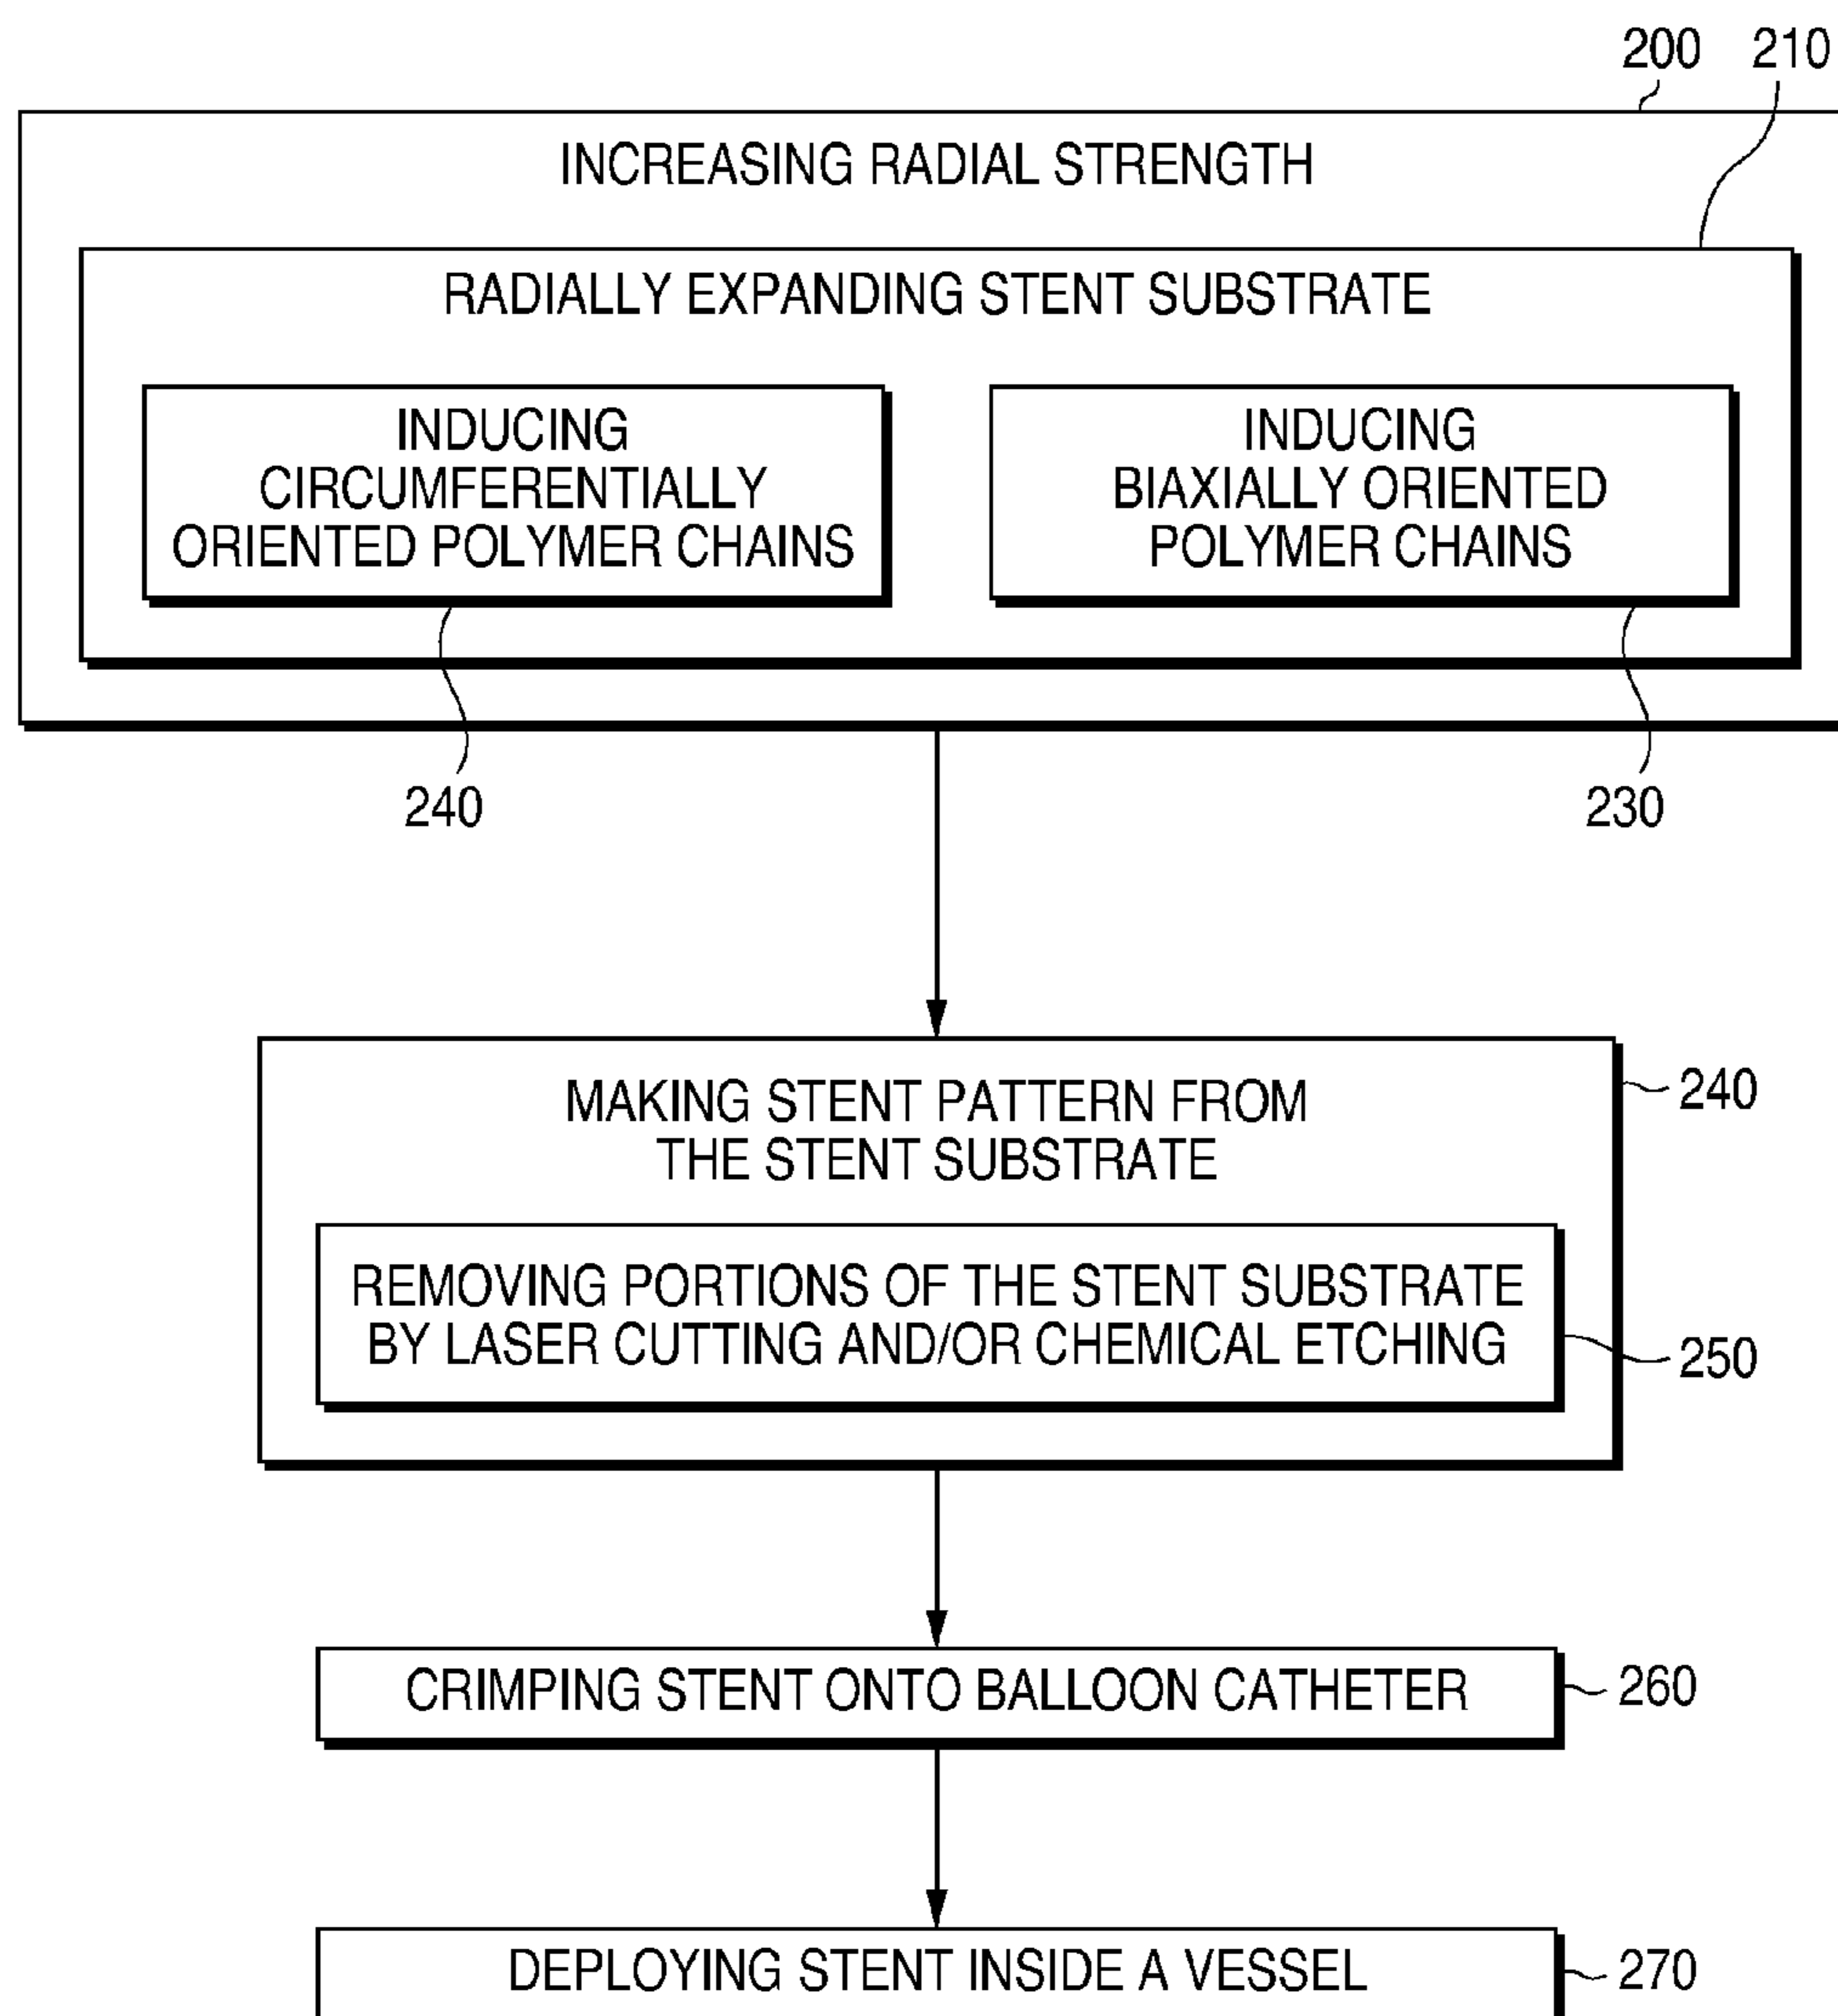 200
210
INCREASING RADIAL STRENGTH
RADIALLY EXPANDING STENT SUBSTRATE
INDUCING
CIRCUMFERENTIALLY
ORIENTED POLYMER CHAINS
INDUCING
BIAXIALLY ORIENTED
POLYMER CHAINS
240
230
MAKING STENT PATTERN FROM
THE STENT SUBSTRATE
240
REMOVING PORTIONS OF THE STENT SUBSTRATE
BY LASER CUTTING AND/OR CHEMICAL ETCHING
250
CRIMPING STENT ONTO BALLOON CATHETER
260
DEPLOYING STENT INSIDE A VESSEL
270